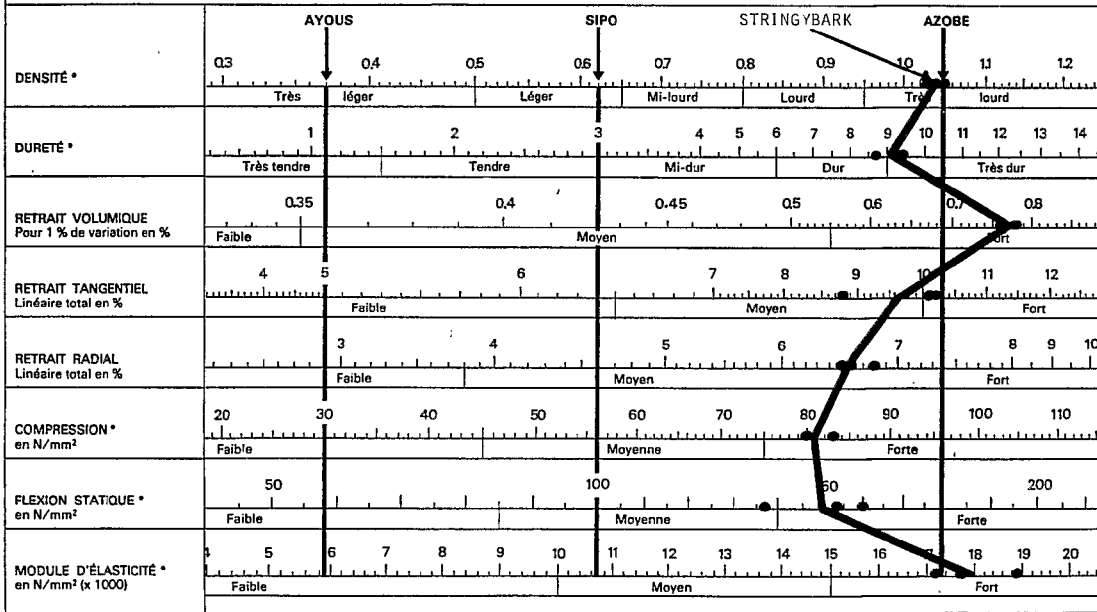 AYOUS SIPO STRINGYBARK AZOBE
DENSITÉ *
0.3 0.4 0.5 0.6 0.7 0.8 0.9 1.0 1.1 1.2
Très léger Léger Mi-lourd Lourd Très lourd
DURETÉ *
1 2 3 4 5 6 7 8 9 10 11 12 13 14
Très tendre Tendre Mi-dur Dur Très dur
RETRAIT VOLUMIQUE
Pour 1 % de variation en %
0.35 0.4 0.45 0.5 0.6 0.7 0.8
Faible Moyen Fort
RETRAIT TANGENTIEL
Linéaire total en %
4 5 6 7 8 9 10 11 12
Faible Moyen Fort
RETRAIT RADIAL
Linéaire total en %
3 4 5 6 7 8 9 10
Faible Moyen Fort
COMPRESSION *
en N/mm²
20 30 40 50 60 70 80 90 100 110
Faible Moyenne Forte
FLEXION STATIQUE *
en N/mm²
50 100 150 200
Faible Moyenne Forte
MODULE D'ÉLASTICITÉ *
en N/mm² (x 1000)
4 5 6 7 8 9 10 11 12 13 14 15 16 17 18 19 20
Faible Moyen Fort